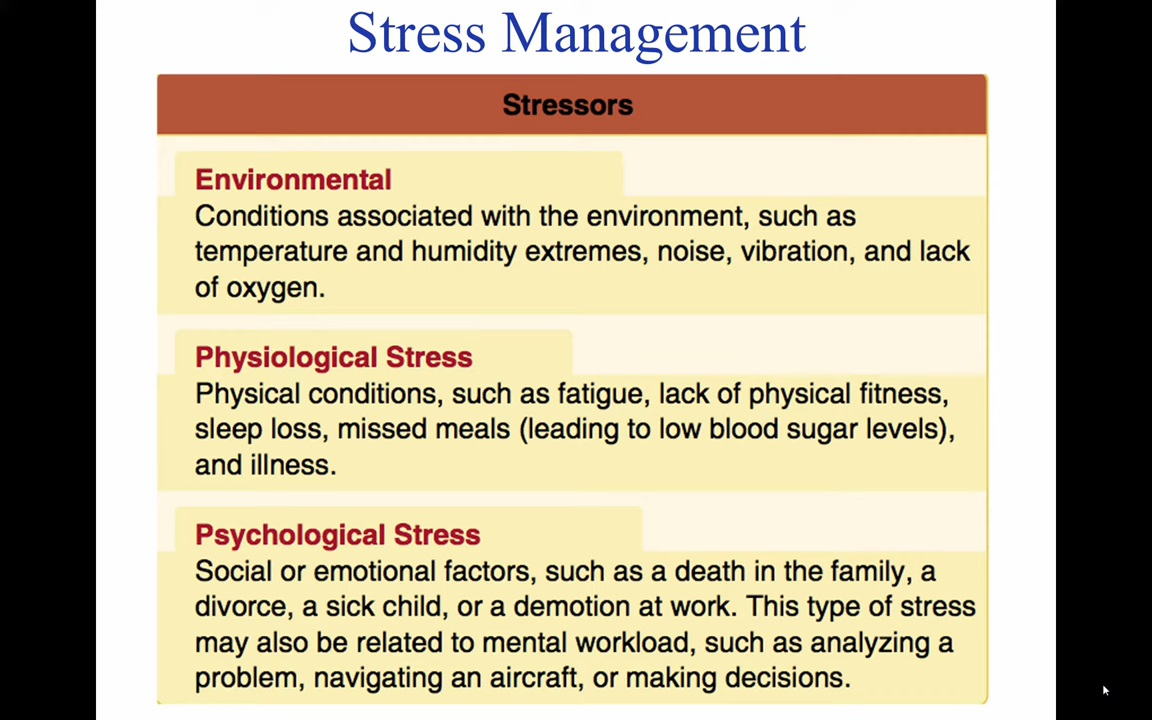 Stress Management
Stressors
Environmental
Conditions associated with the environment, such as
temperature and humidity extremes, noise, vibration, and lack
of oxygen.
Physiological Stress
Physical conditions, such as fatigue, lack of physical fitness,
sleep loss, missed meals (leading to low blood sugar levels),
and illness.
Psychological Stress
Social or emotional factors, such as a death in the family, a
divorce, a sick child, or a demotion at work. This type of stress
may also be related to mental workload, such as analyzing a
problem, navigating an aircraft, or making decisions.